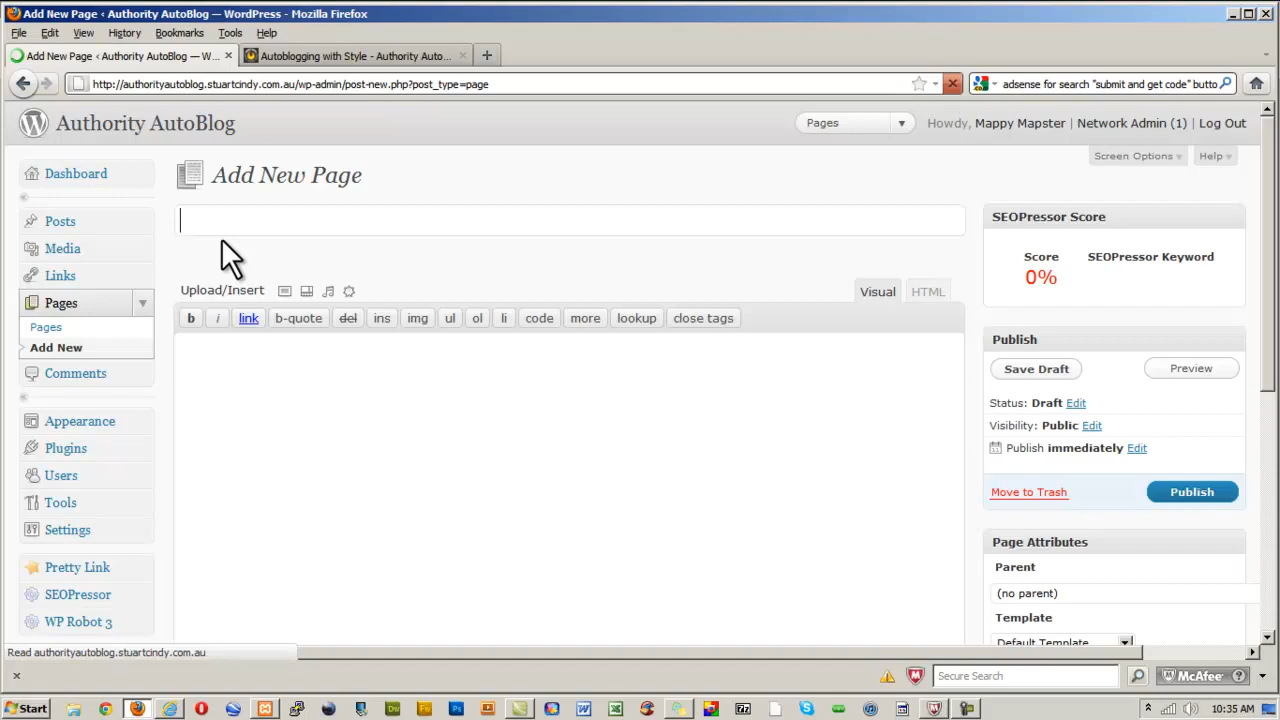 Add New Page ‹ Authority AutoBlog — WordPress - Mozilla Firefox
File Edit View History Bookmarks Tools Help
Add New Page ‹ Authority AutoBlog — W...
Autoblogging with Style - Authority Auto...
http://authorityautoblog.stuartcindy.com.au/wp-admin/post-new.php?post_type=page
adsense for search "submit and get code" butto
Authority AutoBlog
Pages
Howdy, Mappy Mapster | Network Admin (1) | Log Out
Screen Options
Help
Dashboard
Posts
Media
Links
Pages
Pages
Add New
Comments
Appearance
Plugins
Users
Tools
Settings
Pretty Link
SEOPressor
WP Robot 3
Add New Page
Upload/Insert
Visual
HTML
b i link b-quote del ins img ul ol li code more lookup close tags
SEOPressor Score
Score SEOPressor Keyword
0%
Publish
Save Draft
Preview
Status: Draft Edit
Visibility: Public Edit
Publish immediately Edit
Move to Trash
Publish
Page Attributes
Parent
(no parent)
Template
Default Template
Read authorityautoblog.stuartcindy.com.au
Secure Search
McAfee
Start
10:35 AM